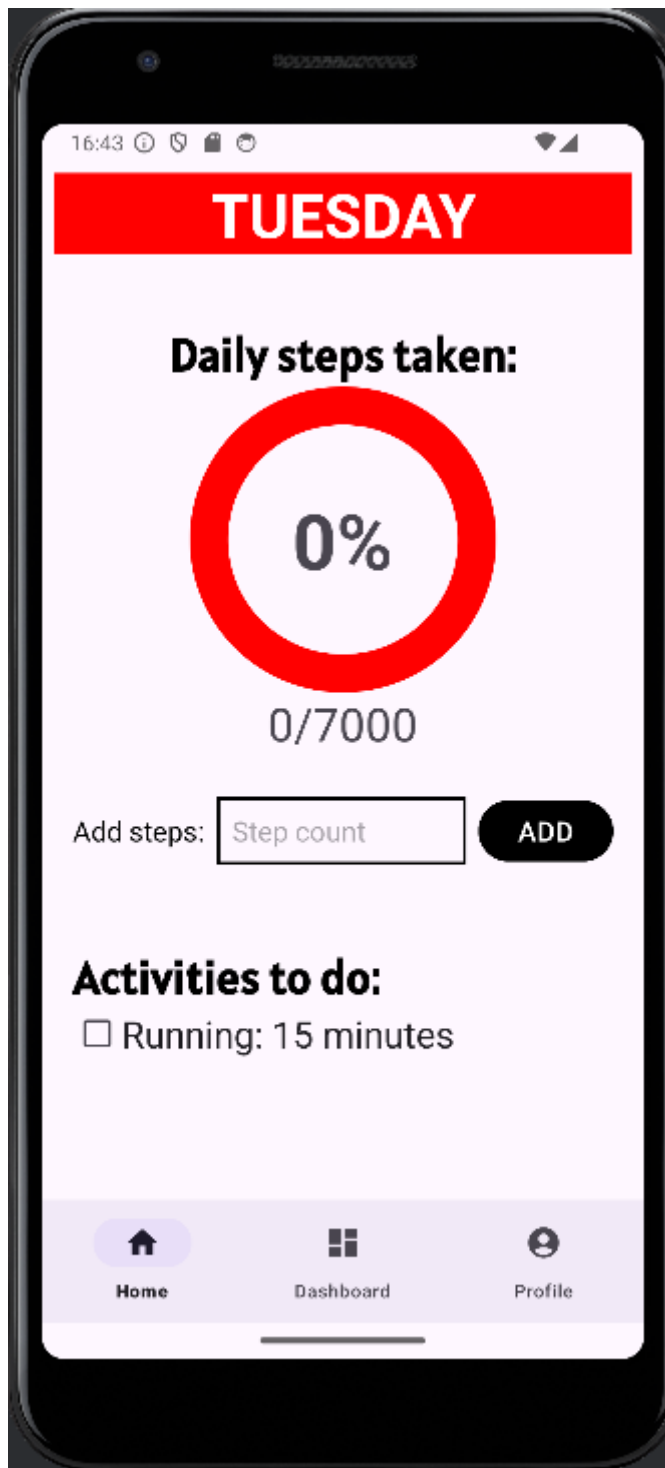 16:43
TUESDAY
Daily steps taken:
0%
0/7000
Add steps: Step count ADD
Activities to do:
Running: 15 minutes
Home Dashboard Profile